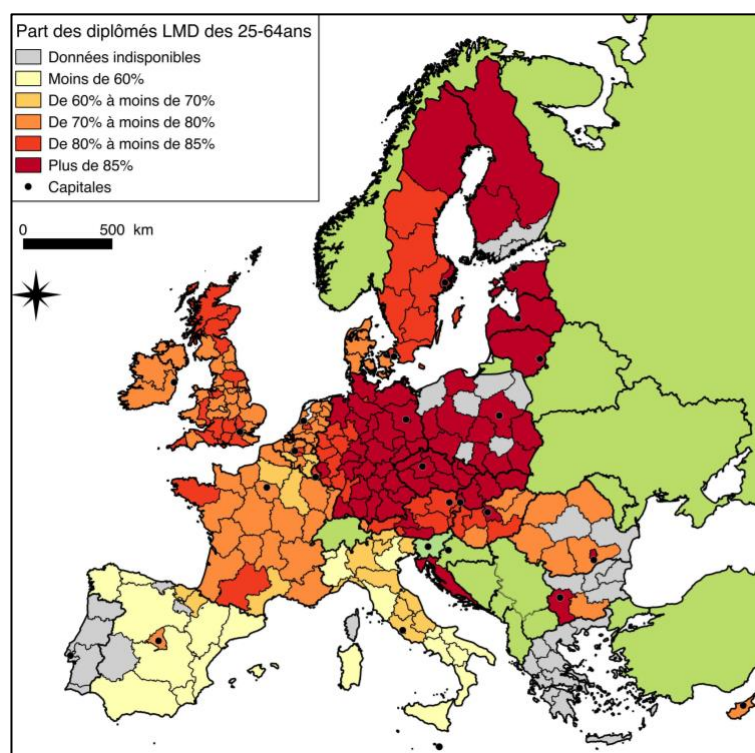 Part des diplômés LMD des 25-64ans
Données indisponibles
Moins de 60%
De 60% à moins de 70%
De 70% à moins de 80%
De 80% à moins de 85%
Plus de 85%
Capitales
0 500 km